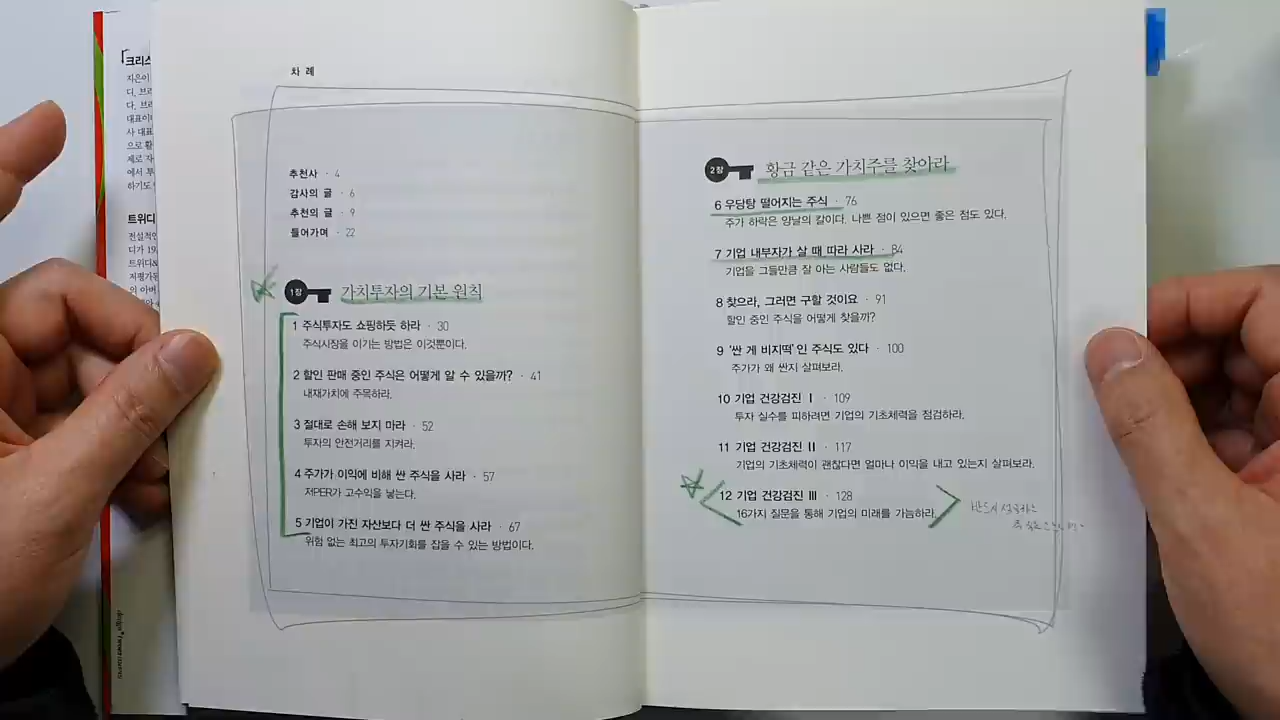 차 례
추천사 · 4
감사의 글 · 6
추천의 글 · 9
들어가며 · 22
1장 가치투자의 기본 원칙
1 주식투자도 쇼핑하듯 하라 · 30
주식시장을 이기는 방법은 이것뿐이다.
2 할인 판매 중인 주식은 어떻게 알 수 있을까? · 41
내재가치에 주목하라.
3 절대로 손해 보지 마라 · 52
투자의 안전거리를 지켜라.
4 주가가 이익에 비해 싼 주식을 사라 · 57
저PER가 고수익을 낳는다.
5 기업이 가진 자산보다 더 싼 주식을 사라 · 67
위험 없는 최고의 투자기회를 잡을 수 있는 방법이다.
2장 황금 같은 가치주를 찾아라
6 우당탕 떨어지는 주식 · 76
주가 하락은 양날의 칼이다. 나쁜 점이 있으면 좋은 점도 있다.
7 기업 내부자가 살 때 따라 사라 · 84
기업을 그들만큼 잘 아는 사람들도 없다.
8 찾으라, 그러면 구할 것이요 · 91
할인 중인 주식을 어떻게 찾을까?
9 '싼 게 비지떡'인 주식도 있다 · 100
주가가 왜 싼지 살펴보라.
10 기업 건강검진 Ⅰ · 109
투자 실수를 피하려면 기업의 기초체력을 점검하라.
11 기업 건강검진 Ⅱ · 117
기업의 기초체력이 괜찮다면 얼마나 이익을 내고 있는지 살펴보라.
12 기업 건강검진 Ⅲ · 128
16가지 질문을 통해 기업의 미래를 가늠하라.
크리스
지은이
트위디
전설적인